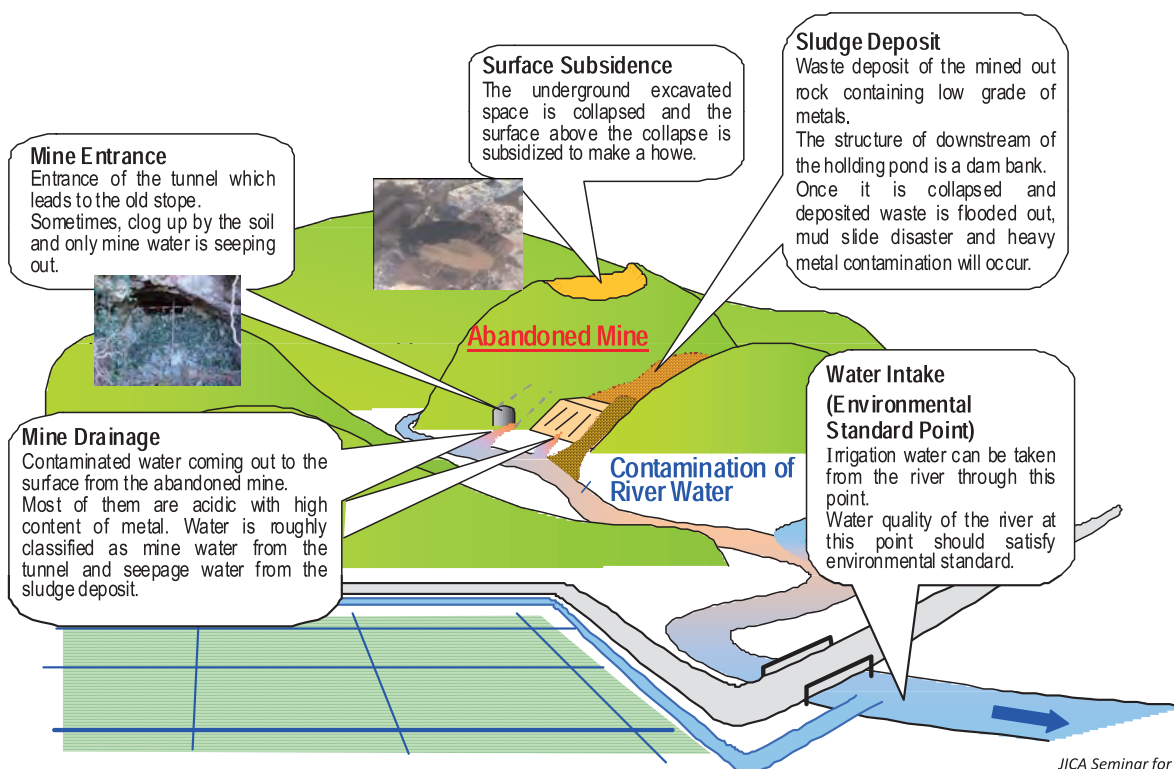 Surface Subsidence
The underground excavated
space is collapsed and the
surface above the collapse is
subsidized to make a howe.
Sludge Deposit
Waste deposit of the mined out
rock containing low grade of
metals.
The structure of downstream of
the hollding pond is a dam bank.
Once it is collapsed and
deposited waste is flooded out,
mud slide disaster and heavy
metal contamination will occur.
Mine Entrance
Entrance of the tunnel which
leads to the old stope.
Sometimes, clog up by the soil
and only mine water is seeping
out.
Abandoned Mine
Mine Drainage
Contaminated water coming out to the
surface from the abandoned mine.
Most of them are acidic with high
content of metal. Water is roughly
classified as mine water from the
tunnel and seepage water from the
sludge deposit.
Contamination of
River Water
Water Intake
(Environmental
Standard Point)
Irrigation water can be taken
from the river through this
point.
Water quality of the river at
this point should satisfy
environmental standard.
JICA Seminar for